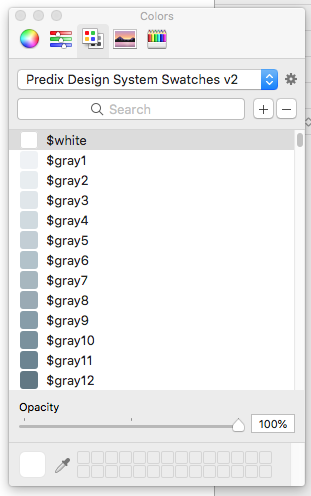 Colors
Predix Design System Swatches v2
Search
$white
$gray1
$gray2
$gray3
$gray4
$gray5
$gray6
$gray7
$gray8
$gray9
$gray10
$gray11
$gray12
Opacity
100%